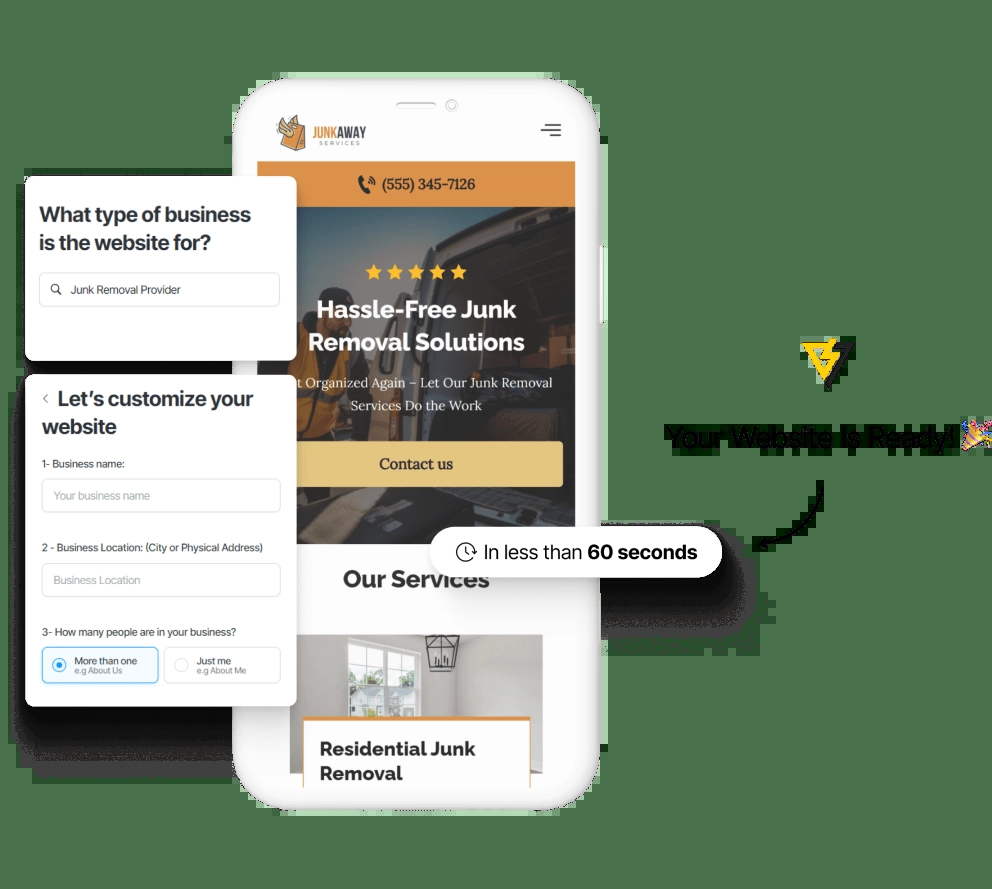 JUNKAWAY
SERVICES
(555) 345-7126
What type of business
is the website for?
Junk Removal Provider
Hassle-Free Junk
Removal Solutions
t Organized Again – Let Our Junk Removal
Services Do the Work
Contact us
Let's customize your
website
1- Business name:
Your business name
2 - Business Location: (City or Physical Address)
Business Location
3- How many people are in your business?
More than one
e.g About Us
Just me
e.g About Me
Your Website is Ready!
In less than 60 seconds
Our Services
Residential Junk
Removal